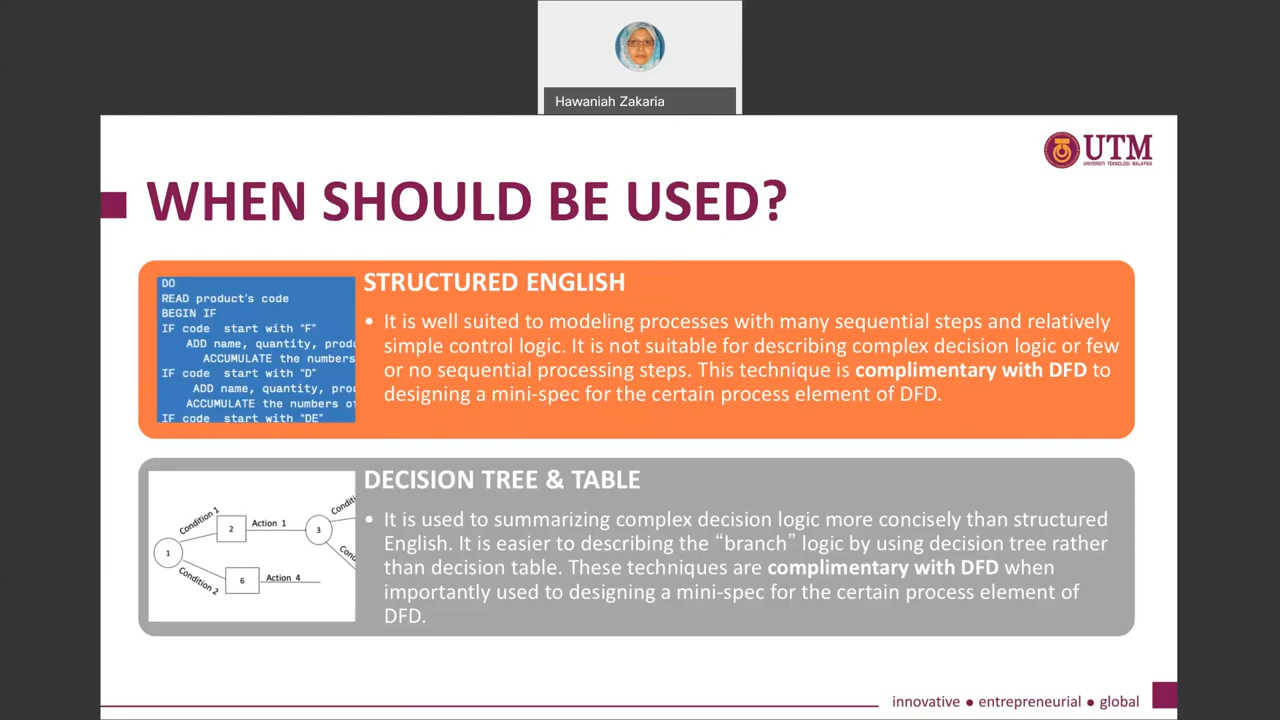 Hawaniah Zakaria
UTM
UNIVERSITI TEKNOLOGI MALAYSIA
WHEN SHOULD BE USED?
DO
READ product's code
BEGIN IF
IF code start with "F"
ADD name, quantity, produ
ACCUMULATE the numbers
IF code start with "D"
ADD name, quantity, pro
ACCUMULATE the numbers o
IF code start with "DE"
STRUCTURED ENGLISH
• It is well suited to modeling processes with many sequential steps and relatively
simple control logic. It is not suitable for describing complex decision logic or few
or no sequential processing steps. This technique is complimentary with DFD to
designing a mini-spec for the certain process element of DFD.
Condition 1
2
Action 1
3
Conditi
1
Con
Condition 2
6
Action 4
DECISION TREE & TABLE
• It is used to summarizing complex decision logic more concisely than structured
English. It is easier to describing the “branch” logic by using decision tree rather
than decision table. These techniques are complimentary with DFD when
importantly used to designing a mini-spec for the certain process element of
DFD.
innovative ● entrepreneurial ● global